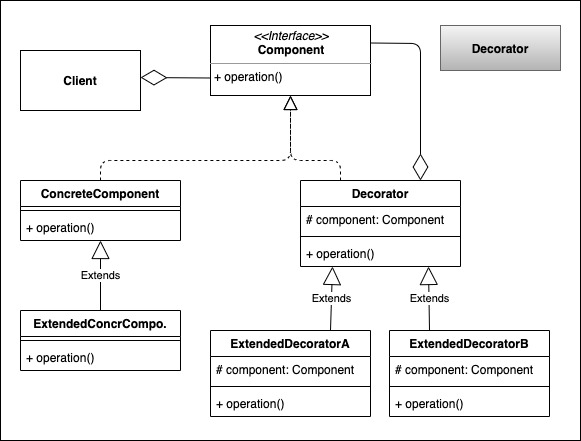 <<Interface>>
Component
+ operation()
Client
Decorator
ConcreteComponent
+ operation()
Decorator
# component: Component
+ operation()
Extends
Extends
Extends
ExtendedConcrCompo.
+ operation()
ExtendedDecoratorA
# component: Component
+ operation()
ExtendedDecoratorB
# component: Component
+ operation()